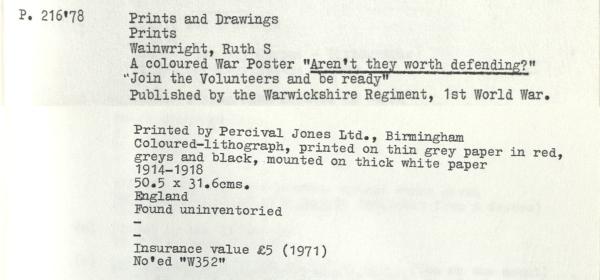 P. 216'78 Prints and Drawings
Prints
Wainwright, Ruth S
A coloured War Poster "Aren't they worth defending?"
"Join the Volunteers and be ready"
Published by the Warwickshire Regiment, 1st World War.
Printed by Percival Jones Ltd., Birmingham
Coloured-lithograph, printed on thin grey paper in red,
greys and black, mounted on thick white paper
1914-1918
50.5 x 31.6cms.
England
Found uninventoried
-
-
Insurance value £5 (1971)
No'ed "W352"